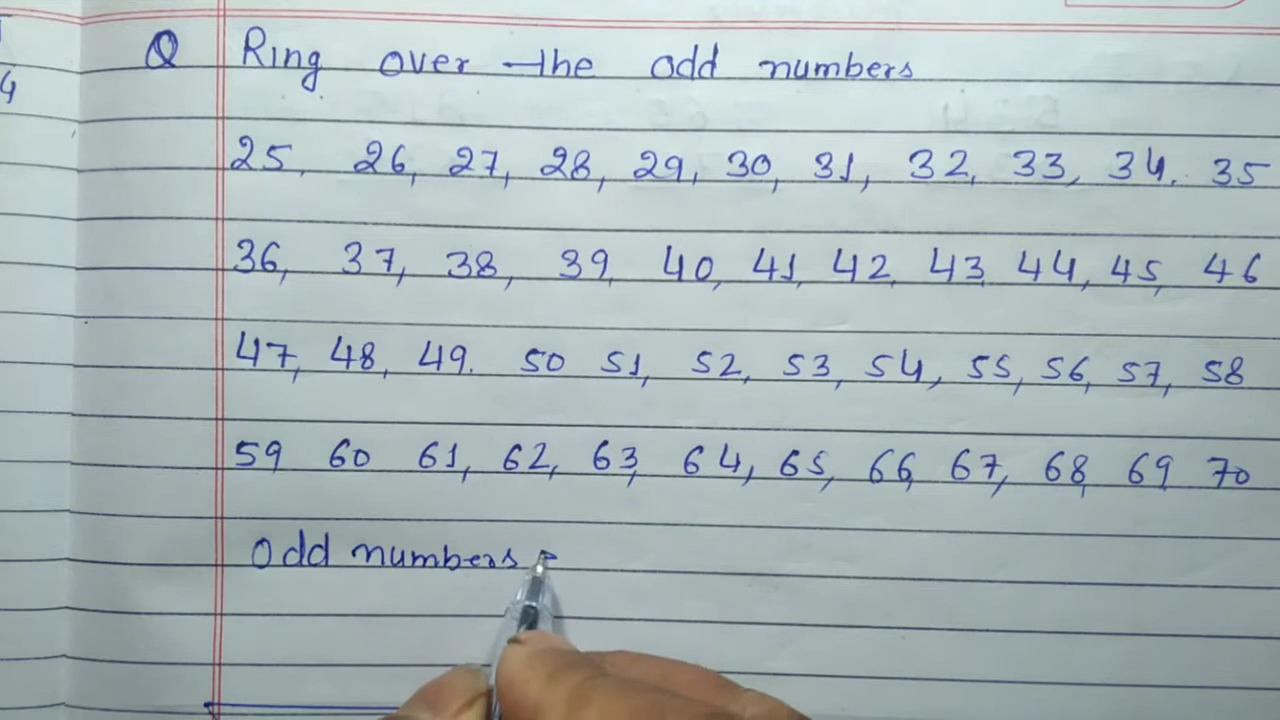 Q Ring over the odd numbers
4
25, 26, 27, 28, 29, 30, 31, 32, 33, 34, 35
36, 37, 38, 39, 40, 41, 42, 43, 44, 45, 46
47, 48, 49. 50 51, 52, 53, 54, 55, 56, 57, 58
59 60 61, 62, 63, 64, 65, 66, 67, 68, 69, 70
Odd numbers